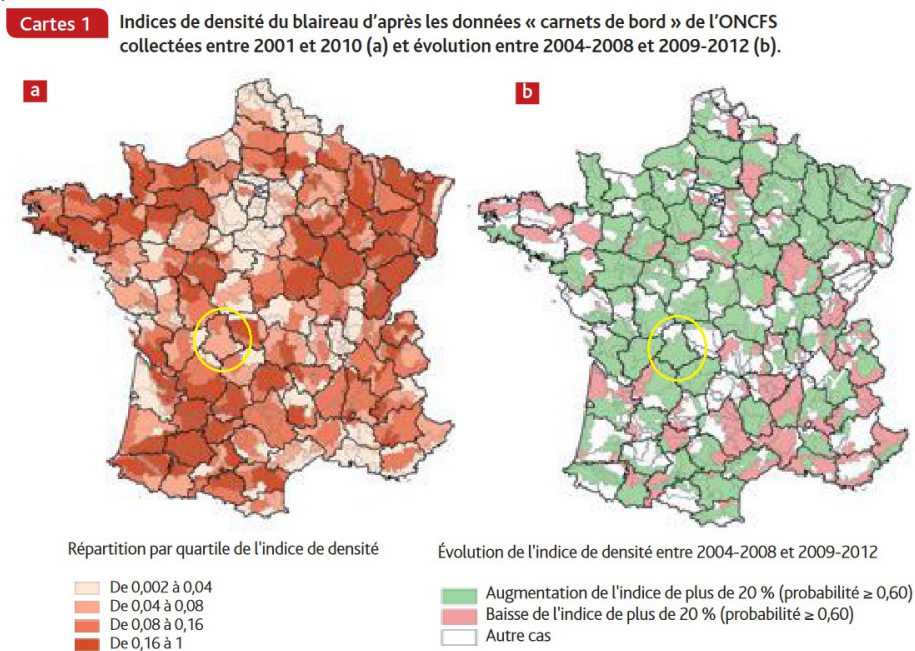 Cartes 1
Indices de densité du blaireau d'après les données « carnets de bord » de l'ONCFS
collectées entre 2001 et 2010 (a) et évolution entre 2004-2008 et 2009-2012 (b).
a
b
Répartition par quartile de l'indice de densité
De 0,002 à 0,04
De 0,04 à 0,08
De 0,08 à 0,16
De 0,16 à 1
Évolution de l'indice de densité entre 2004-2008 et 2009-2012
Augmentation de l'indice de plus de 20 % (probabilité ≥ 0,60)
Baisse de l'indice de plus de 20 % (probabilité ≥ 0,60)
Autre cas